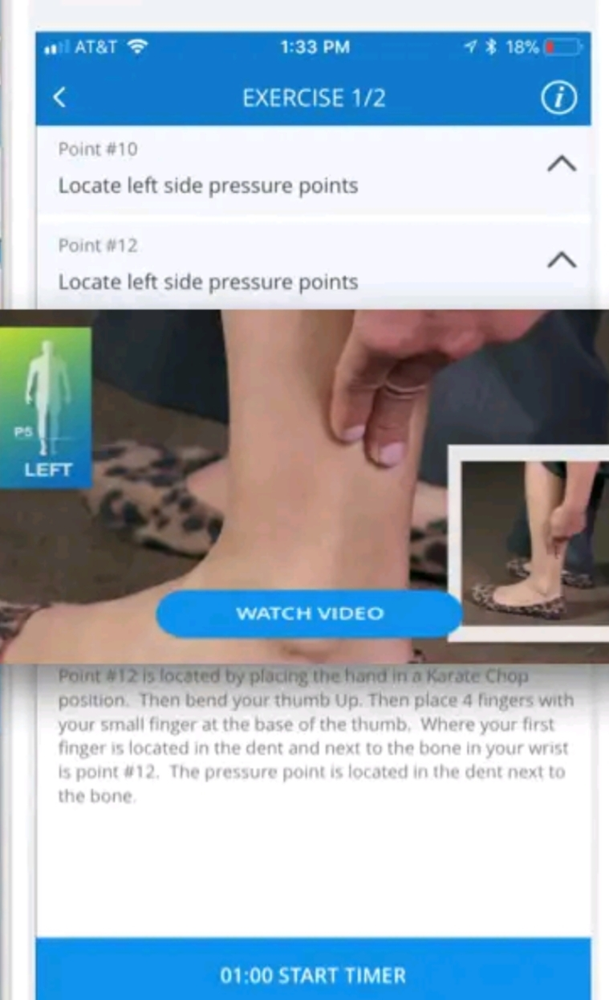 AT&T 1:33 PM 18%
EXERCISE 1/2
i
Point #10
Locate left side pressure points
Point #12
Locate left side pressure points
P5
LEFT
WATCH VIDEO
Point #12 is located by placing the hand in a Karate Chop
position. Then bend your thumb Up. Then place 4 fingers with
your small finger at the base of the thumb. Where your first
finger is located in the dent and next to the bone in your wrist
is point #12. The pressure point is located in the dent next to
the bone.
01:00 START TIMER